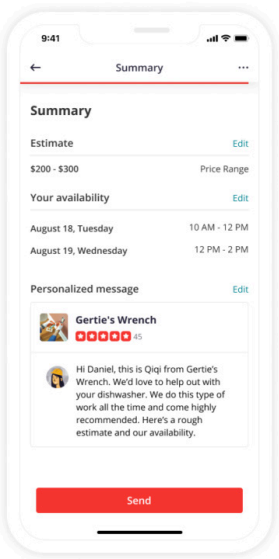 9:41
Summary
Summary
Estimate Edit
$200 - $300 Price Range
Your availability Edit
August 18, Tuesday 10 AM - 12 PM
August 19, Wednesday 12 PM - 2 PM
Personalized message Edit
Gertie's Wrench
45
Hi Daniel, this is Qiqi from Gertie's
Wrench. We'd love to help out with
your dishwasher. We do this type of
work all the time and come highly
recommended. Here's a rough
estimate and our availability.
Send